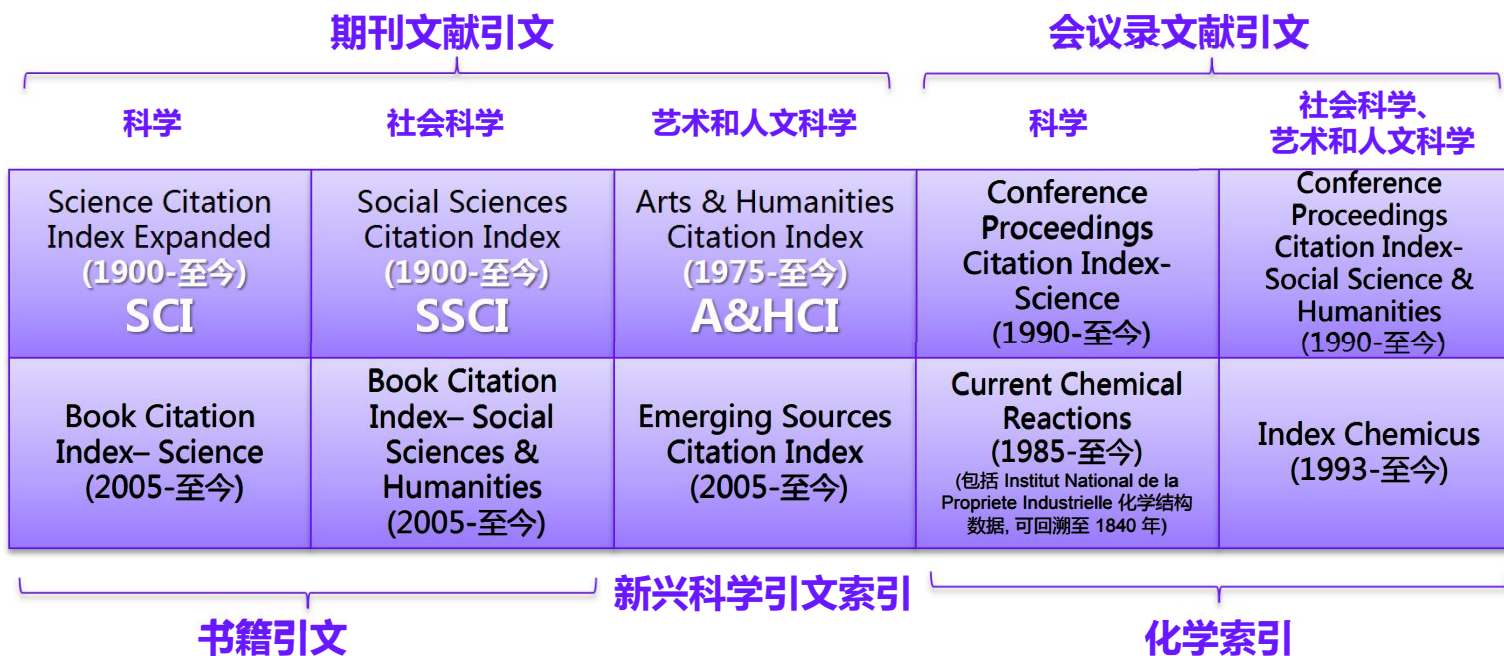 期刊文献引文
会议录文献引文
科学
社会科学
艺术和人文科学
科学
社会科学、
艺术和人文科学
Science Citation
Index Expanded
(1900-至今)
SCI
Social Sciences
Citation Index
(1900-至今)
SSCI
Arts & Humanities
Citation Index
(1975-至今)
A&HCI
Conference
Proceedings
Citation Index-
Science
(1990-至今)
Conference
Proceedings
Citation Index-
Social Science &
Humanities
(1990-至今)
Book Citation
Index– Science
(2005-至今)
Book Citation
Index– Social
Sciences &
Humanities
(2005-至今)
Emerging Sources
Citation Index
(2005-至今)
Current Chemical
Reactions
(1985-至今)
(包括 Institut National de la
Propriete Industrielle 化学结构
数据, 可回溯至 1840 年)
Index Chemicus
(1993-至今)
书籍引文
新兴科学引文索引
化学索引